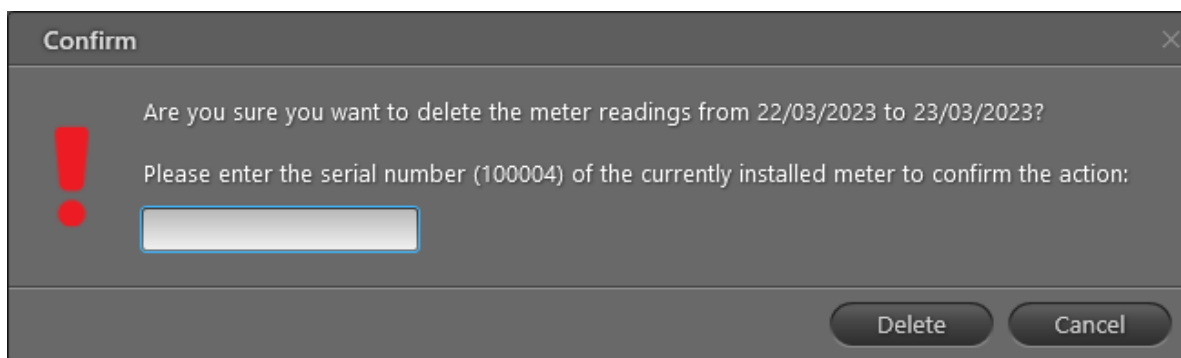 Confirm
Are you sure you want to delete the meter readings from 22/03/2023 to 23/03/2023?
Please enter the serial number (100004) of the currently installed meter to confirm the action:
Delete
Cancel